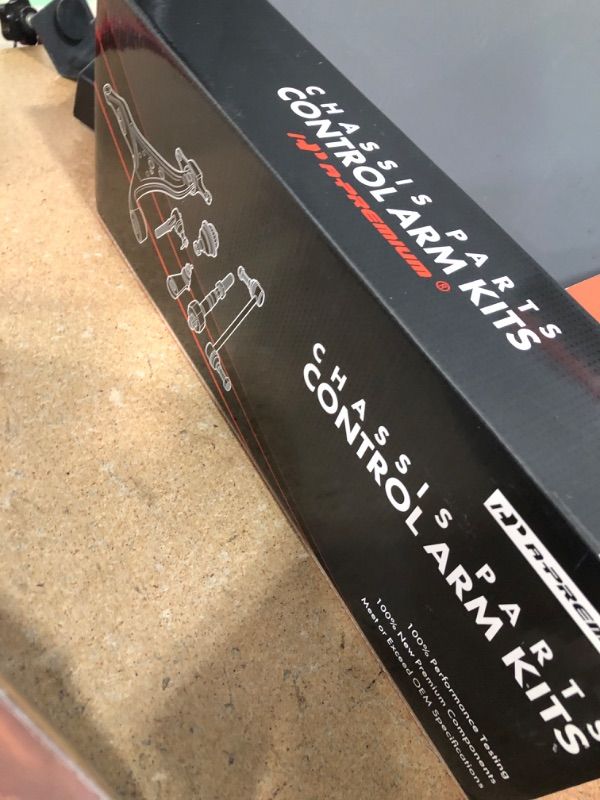 CHASSIS PARTS
CONTROL ARM KITS
A-PREMIUM®
CHASSIS PARTS
CONTROL ARM KITS
A-PREMI
100% Performance Testing
100% New Premium Components
Meet or Exceed OEM Specifications